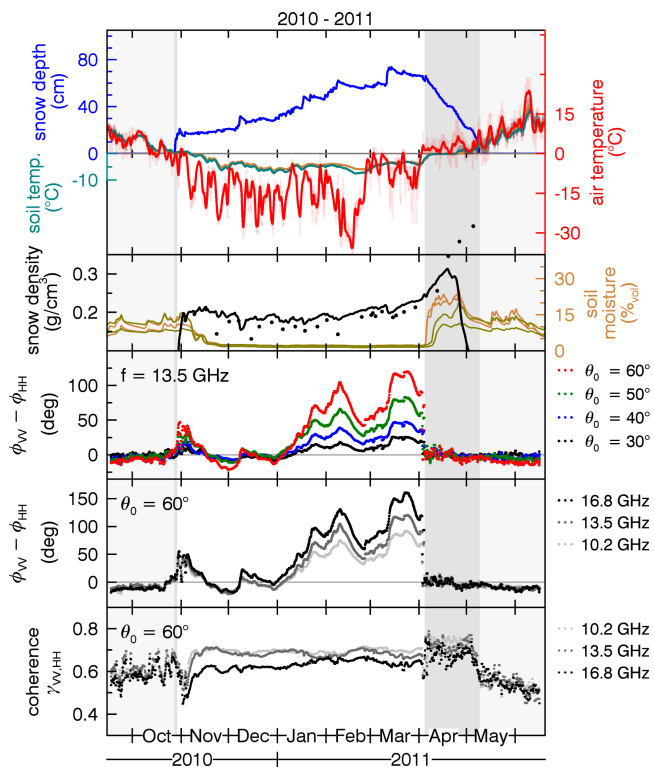 2010 - 2011
snow depth
(cm)
80
40
0
soil temp.
(°C)
-10
air temperature
(°C)
15
0
-15
-30
snow density
(g/cm³)
0.3
0.2
soil
moisture
(%vol)
30
15
0
f = 13.5 GHz
ϕVV − ϕHH
(deg)
100
50
0
θ0 = 60°
θ0 = 50°
θ0 = 40°
θ0 = 30°
θ0 = 60°
ϕVV − ϕHH
(deg)
150
100
50
0
16.8 GHz
13.5 GHz
10.2 GHz
θ0 = 60°
coherence
γVV,HH
0.8
0.6
0.4
10.2 GHz
13.5 GHz
16.8 GHz
Oct Nov Dec Jan Feb Mar Apr May
2010 2011